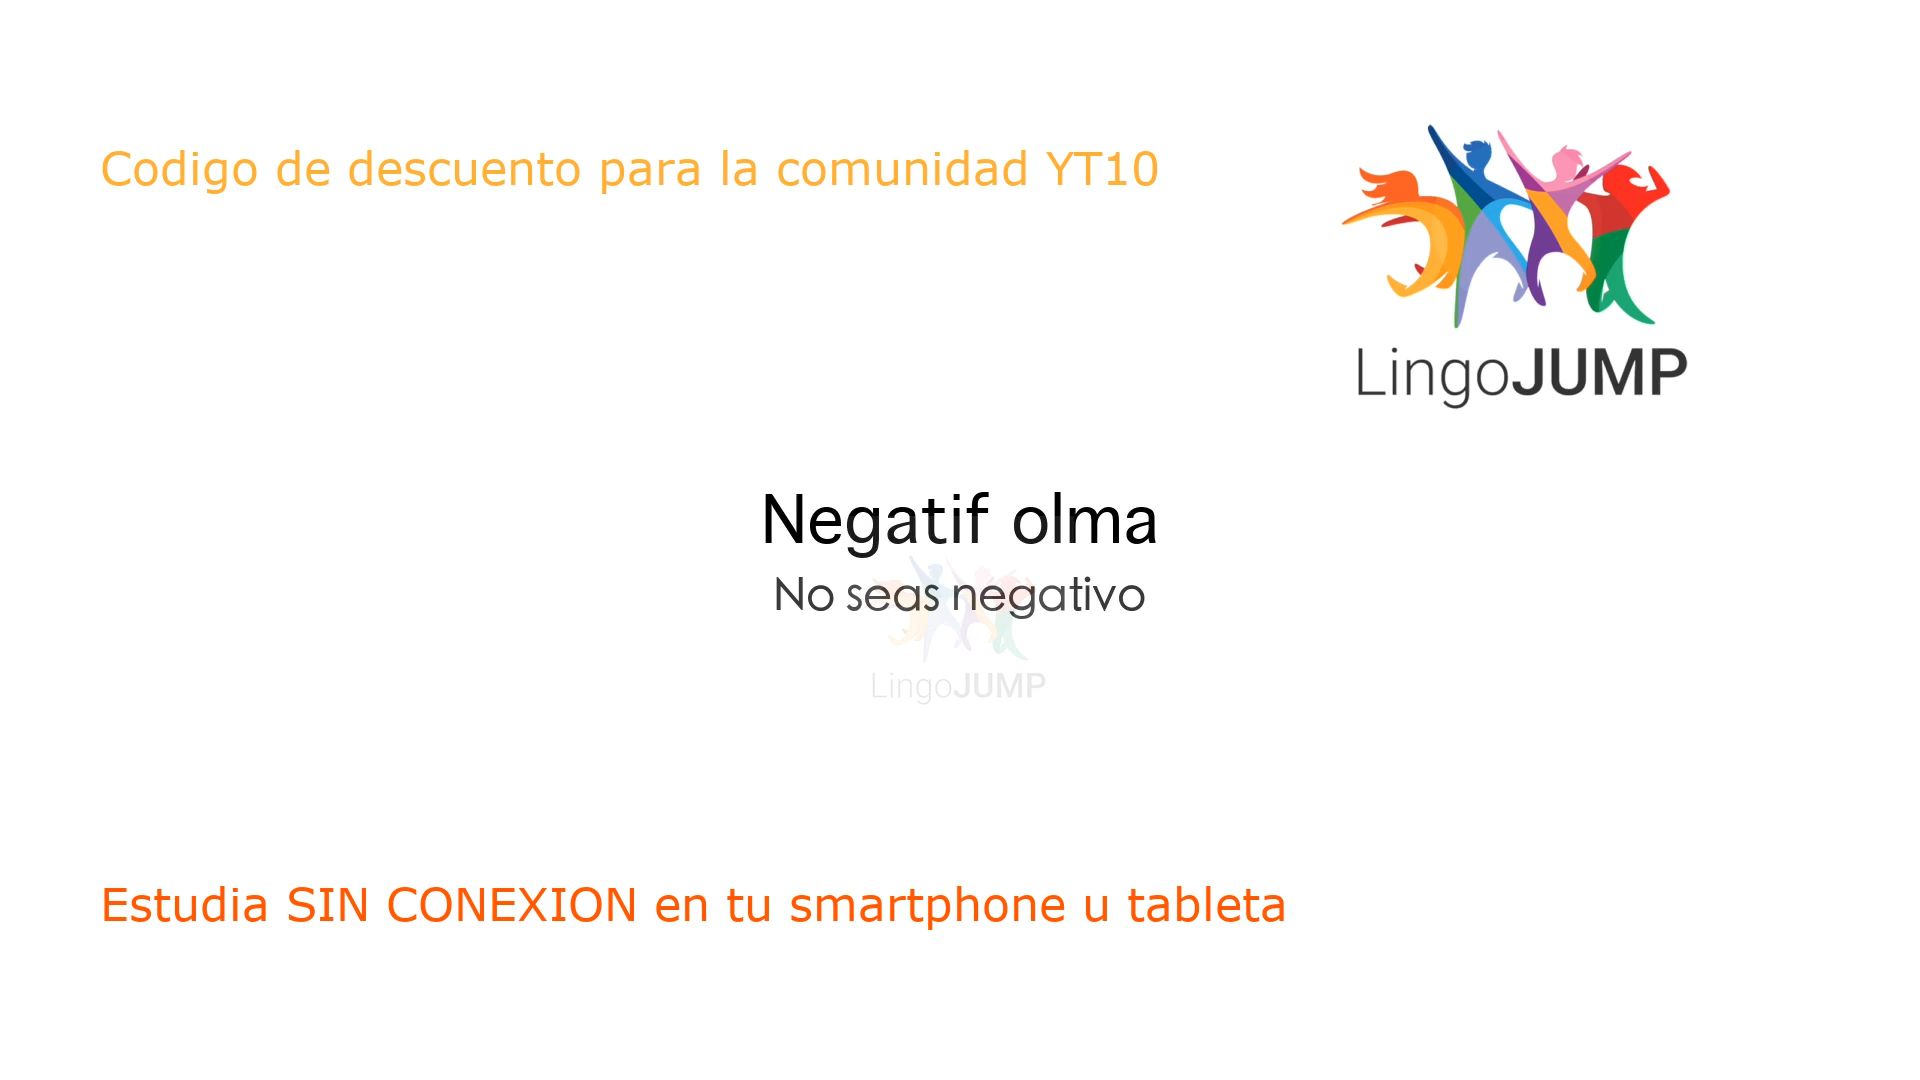 Codigo de descuento para la comunidad YT10
LingoJUMP
Negatif olma
No seas negativo
LingoJUMP
Estudia SIN CONEXION en tu smartphone u tableta